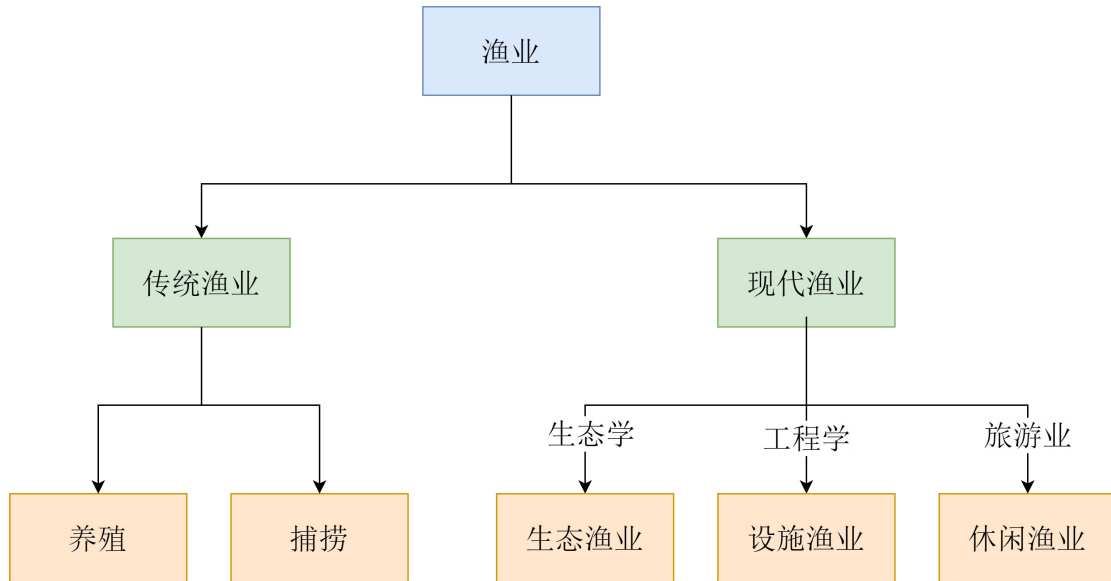 渔业
传统渔业
现代渔业
生态学
工程学
旅游业
养殖
捕捞
生态渔业
设施渔业
休闲渔业